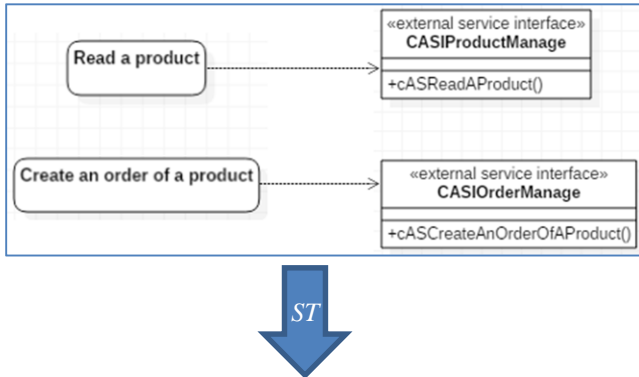 «external service interface»
CASIProductManage
Read a product
+cASReadAProduct()
Create an order of a product
«external service interface»
CASIOrderManage
+cASCreateAnOrderOfAProduct()
ST